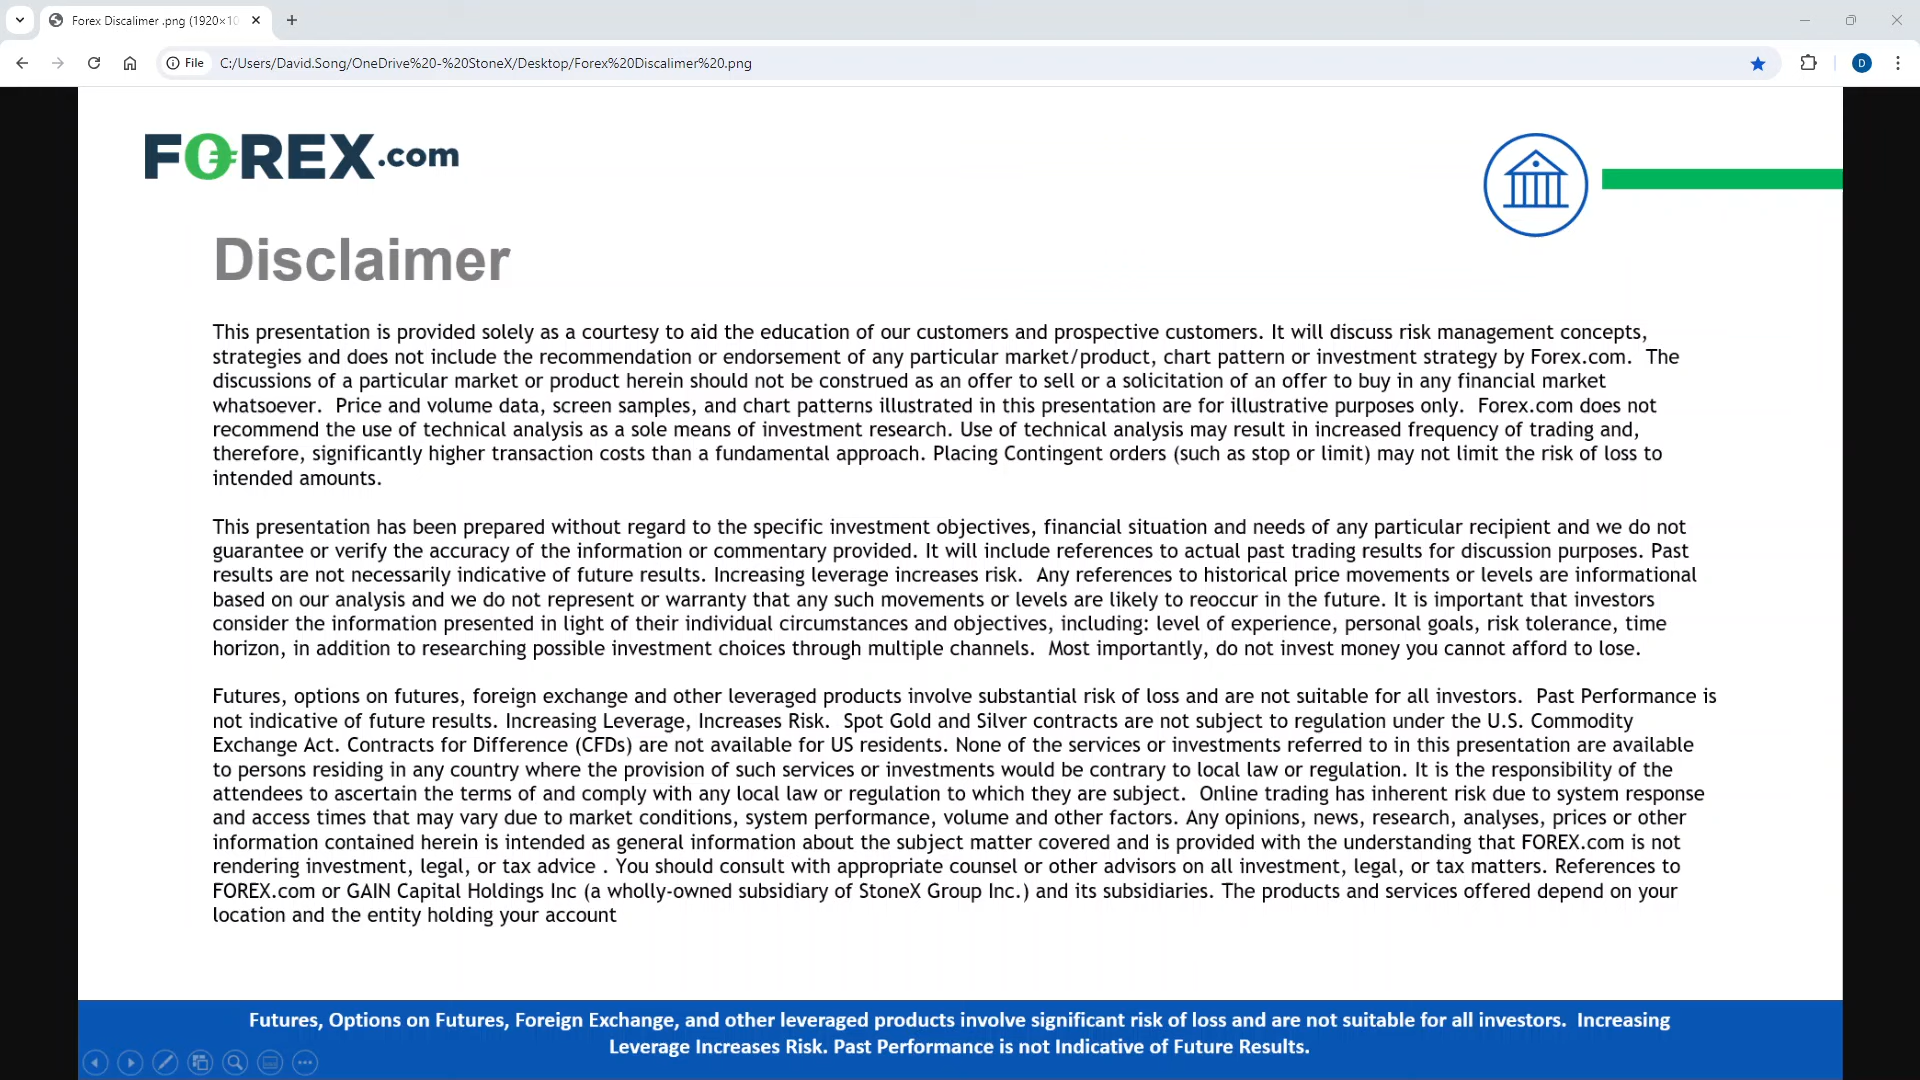 Forex Discalimer .png (1920×10
File
C:/Users/David.Song/OneDrive%20-%20StoneX/Desktop/Forex%20Discalimer%20.png
D
FOREX.com
Disclaimer
This presentation is provided solely as a courtesy to aid the education of our customers and prospective customers. It will discuss risk management concepts,
strategies and does not include the recommendation or endorsement of any particular market/product, chart pattern or investment strategy by Forex.com.  The
discussions of a particular market or product herein should not be construed as an offer to sell or a solicitation of an offer to buy in any financial market
whatsoever.  Price and volume data, screen samples, and chart patterns illustrated in this presentation are for illustrative purposes only.  Forex.com does not
recommend the use of technical analysis as a sole means of investment research. Use of technical analysis may result in increased frequency of trading and,
therefore, significantly higher transaction costs than a fundamental approach. Placing Contingent orders (such as stop or limit) may not limit the risk of loss to
intended amounts.
This presentation has been prepared without regard to the specific investment objectives, financial situation and needs of any particular recipient and we do not
guarantee or verify the accuracy of the information or commentary provided. It will include references to actual past trading results for discussion purposes. Past
results are not necessarily indicative of future results. Increasing leverage increases risk.  Any references to historical price movements or levels are informational
based on our analysis and we do not represent or warranty that any such movements or levels are likely to reoccur in the future. It is important that investors
consider the information presented in light of their individual circumstances and objectives, including: level of experience, personal goals, risk tolerance, time
horizon, in addition to researching possible investment choices through multiple channels.  Most importantly, do not invest money you cannot afford to lose.
Futures, options on futures, foreign exchange and other leveraged products involve substantial risk of loss and are not suitable for all investors.  Past Performance is
not indicative of future results. Increasing Leverage, Increases Risk.  Spot Gold and Silver contracts are not subject to regulation under the U.S. Commodity
Exchange Act. Contracts for Difference (CFDs) are not available for US residents. None of the services or investments referred to in this presentation are available
to persons residing in any country where the provision of such services or investments would be contrary to local law or regulation. It is the responsibility of the
attendees to ascertain the terms of and comply with any local law or regulation to which they are subject.  Online trading has inherent risk due to system response
and access times that may vary due to market conditions, system performance, volume and other factors. Any opinions, news, research, analyses, prices or other
information contained herein is intended as general information about the subject matter covered and is provided with the understanding that FOREX.com is not
rendering investment, legal, or tax advice . You should consult with appropriate counsel or other advisors on all investment, legal, or tax matters. References to
FOREX.com or GAIN Capital Holdings Inc (a wholly-owned subsidiary of StoneX Group Inc.) and its subsidiaries. The products and services offered depend on your
location and the entity holding your account
Futures, Options on Futures, Foreign Exchange, and other leveraged products involve significant risk of loss and are not suitable for all investors.  Increasing
Leverage Increases Risk. Past Performance is not Indicative of Future Results.